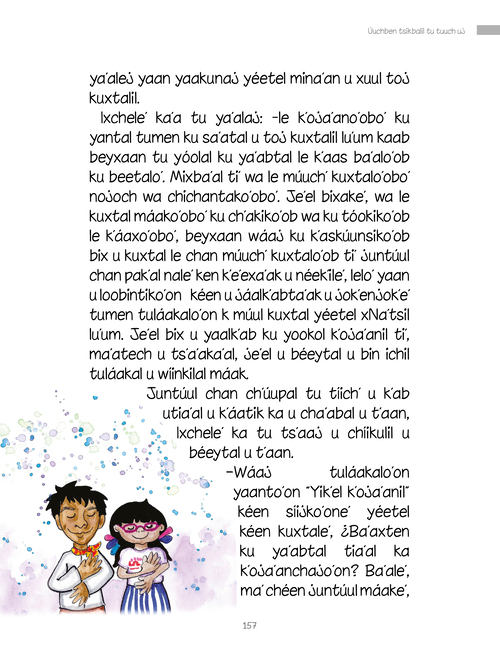 Úuchben tsikbalil tu tuuch uj
ya'alej yaan yaakunaj yéetel mina'an u xuul toj
kuxtalil.
Ixchele' ka'a tu ya'alaj: -le k'oja'ano'obo' ku
yantal tumen ku sa'atal u toj kuxtalil lu'um kaab
beyxaan tu yóolal ku ya'abtal le k'aas ba'alo'ob
ku beetalo'. Mixba'al ti' wa le múuch' kuxtalo'obo'
nojoch wa chichantako'obo'. Je'el bixake', wa le
kuxtal máako'obo' ku ch'akiko'ob wa ku tóokiko'ob
le k'áaxo'obo', beyxaan wáaj ku k'askúunsiko'ob
bix u kuxtal le chan múuch' kuxtalo'ob ti' juntúul
chan pak'al nale' ken k'e'exa'ak u néek'ile', lelo' yaan
u loobintiko'on kéen u jáalk'abta'ak u jok'enjok'e'
tumen tuláakalo'on k múul kuxtal yéetel xNa'tsil
lu'um. Je'el bix u yaalk'ab ku yookol k'oja'anil ti',
ma'atech u ts'a'aka'al, je'el u béeytal u bin ichil
tuláakal u wíinkilal máak.
Juntúul chan ch'úupal tu tiich' u k'ab
utia'al u k'áatik ka u cha'abal u t'aan,
Ixchele' ka tu ts'aaj u chíikulil u
béeytal u t'aan.
–Wáaj tuláakalo'on
yaanto'on "Yik'el k'oja'anil"
kéen síijko'one' yéetel
kéen kuxtale', ¿Ba'axten
ku ya'abtal tia'al ka
k'oja'anchajo'on? Ba'ale',
ma' chéen juntúul máake',
157